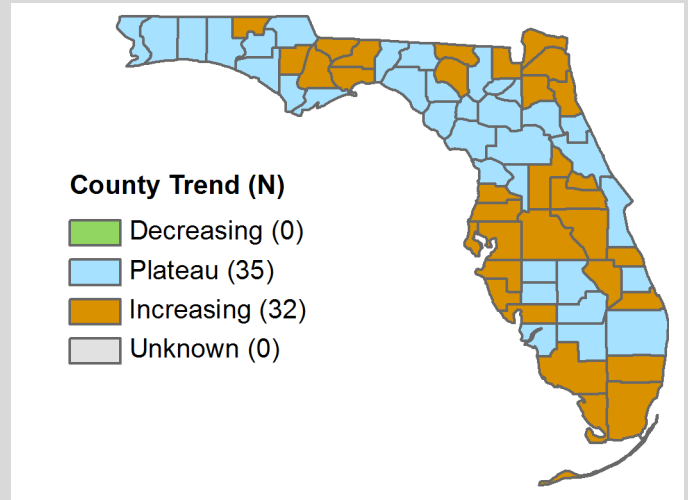 County Trend (N)
Decreasing (0)
Plateau (35)
Increasing (32)
Unknown (0)